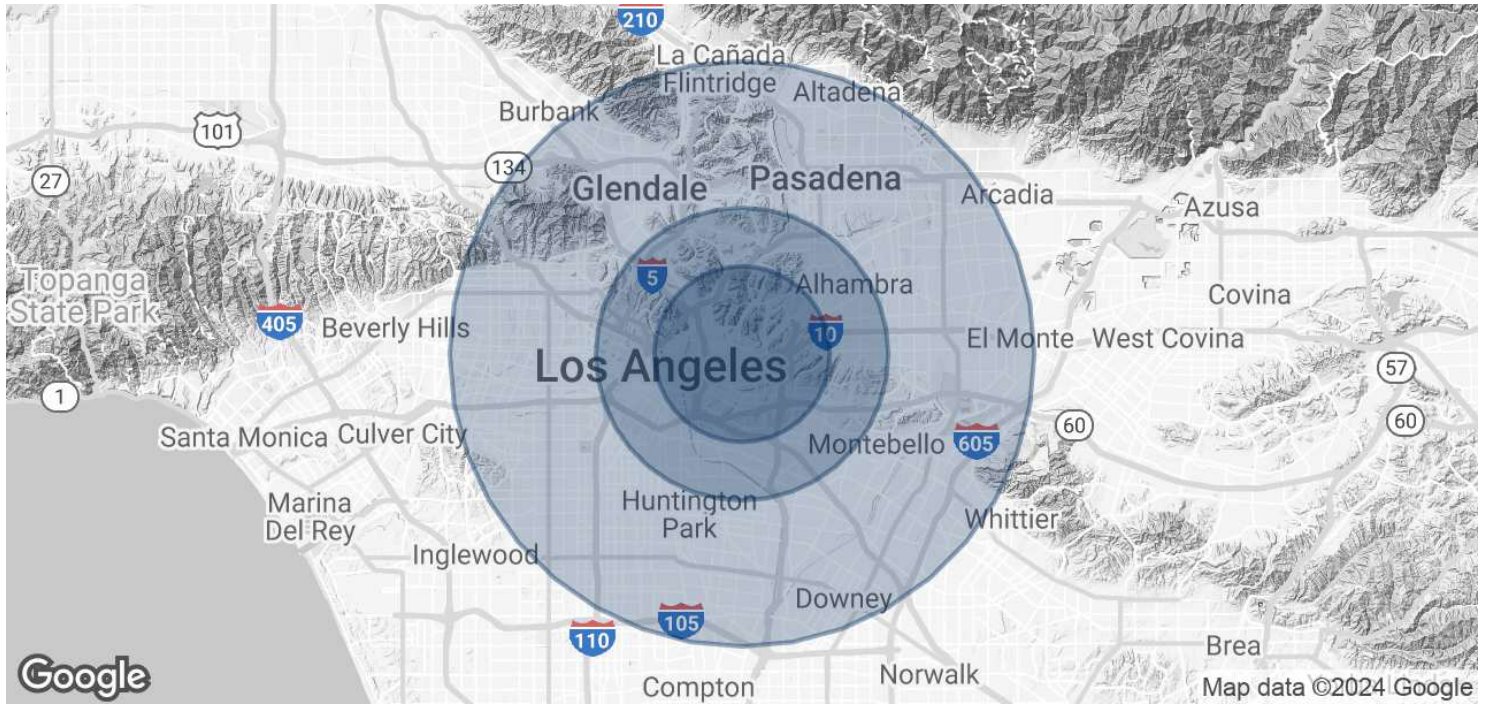 210
La Cañada
Flintridge
Altadena
Burbank
101
134
27
Glendale
Pasadena
Arcadia
Azusa
5
Alhambra
Topanga
State Park
405
Beverly Hills
10
Covina
El Monte
West Covina
Los Angeles
57
1
60
60
Santa Monica
Culver City
Montebello
605
Marina
Del Rey
Huntington
Park
Whittier
Inglewood
Downey
105
110
Brea
Norwalk
Compton
Google
Map data ©2024 Google